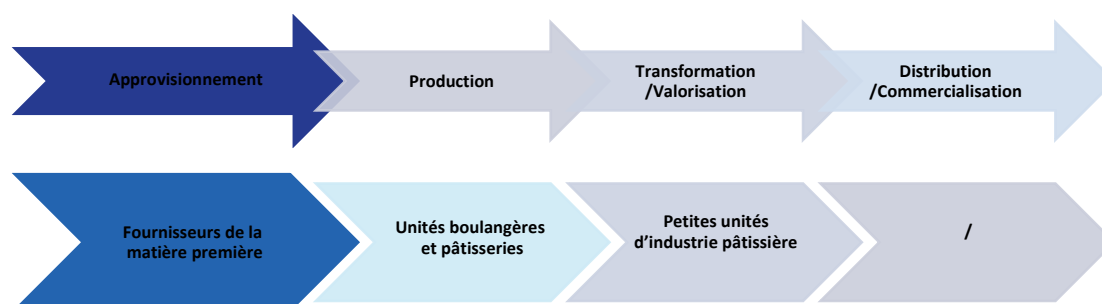 Approvisionnement
Production
Transformation
/Valorisation
Distribution
/Commercialisation
Fournisseurs de la
matière première
Unités boulangères
et pâtisseries
Petites unités
d'industrie pâtissière
/